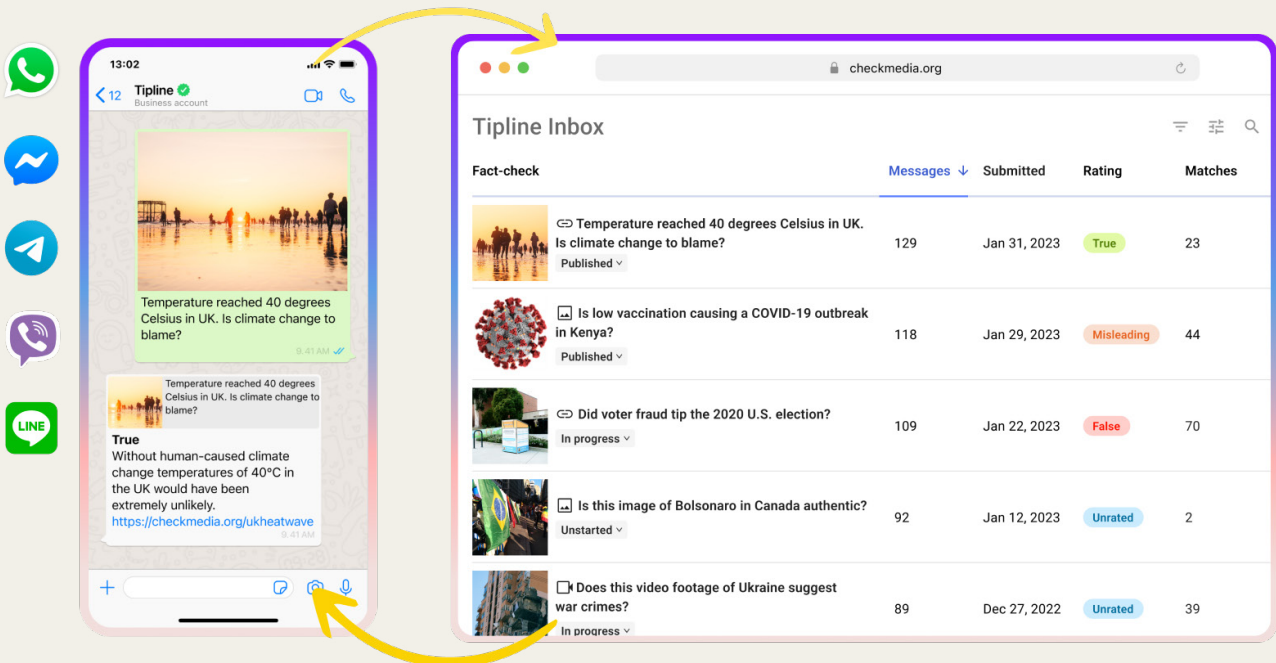 13:02
12
Tipline
Business account
Temperature reached 40 degrees
Celsius in UK. Is climate change to
blame?
9.41 AM
Temperature reached 40 degrees
Celsius in UK. Is climate change to
blame?
True
Without human-caused climate
change temperatures of 40°C in
the UK would have been
extremely unlikely.
https://checkmedia.org/ukheatwave
9.41 AM
LINE
checkmedia.org
Tipline Inbox
Fact-check Messages Submitted Rating Matches
Temperature reached 40 degrees Celsius in UK.
Is climate change to blame?
Published
129 Jan 31, 2023 True 23
Is low vaccination causing a COVID-19 outbreak
in Kenya?
Published
118 Jan 29, 2023 Misleading 44
Did voter fraud tip the 2020 U.S. election?
In progress
109 Jan 22, 2023 False 70
Is this image of Bolsonaro in Canada authentic?
Unstarted
92 Jan 12, 2023 Unrated 2
Does this video footage of Ukraine suggest
war crimes?
In progress
89 Dec 27, 2022 Unrated 39